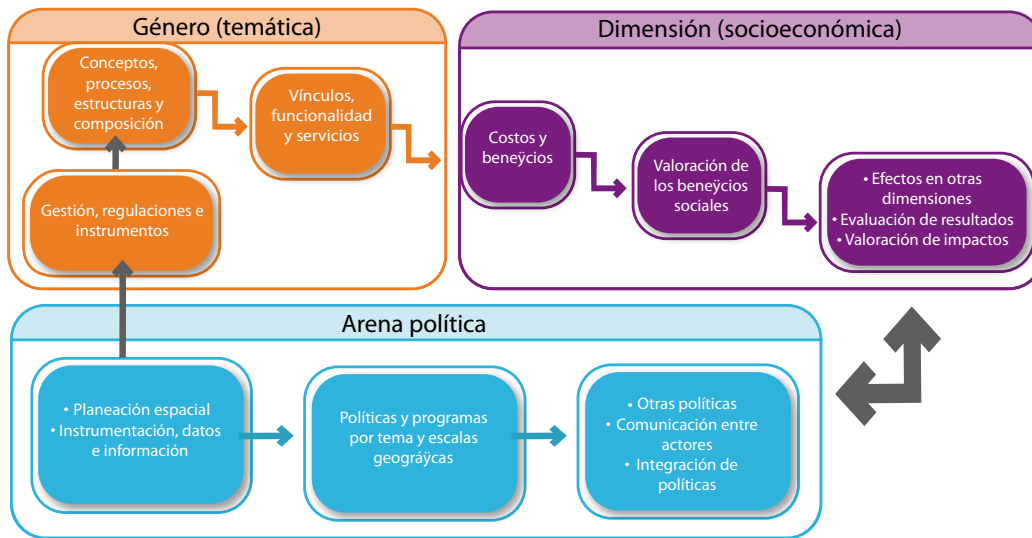 Género (temática)
Conceptos,
procesos,
estructuras y
composición
Vínculos,
funcionalidad
y servicios
Gestión, regulaciones e
instrumentos
Dimensión (socioeconómica)
Costos y
beneÿcios
Valoración de
los beneÿcios
sociales
• Efectos en otras
dimensiones
• Evaluación de resultados
• Valoración de impactos
Arena política
• Planeación espacial
• Instrumentación, datos
e información
Políticas y programas
por tema y escalas
geográÿcas
• Otras políticas
• Comunicación entre
actores
• Integración de
políticas